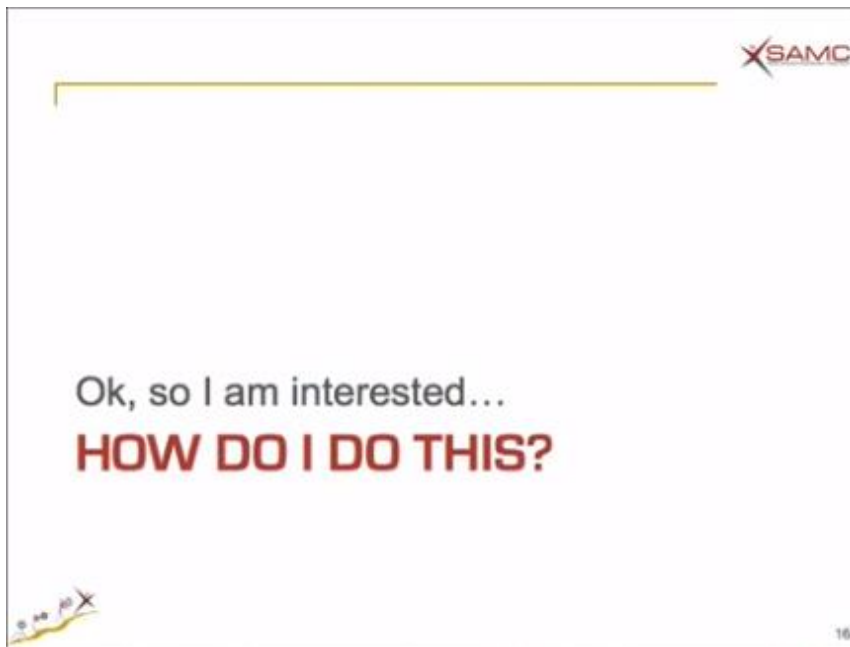 SAMC
Ok, so I am interested…
HOW DO I DO THIS?
16